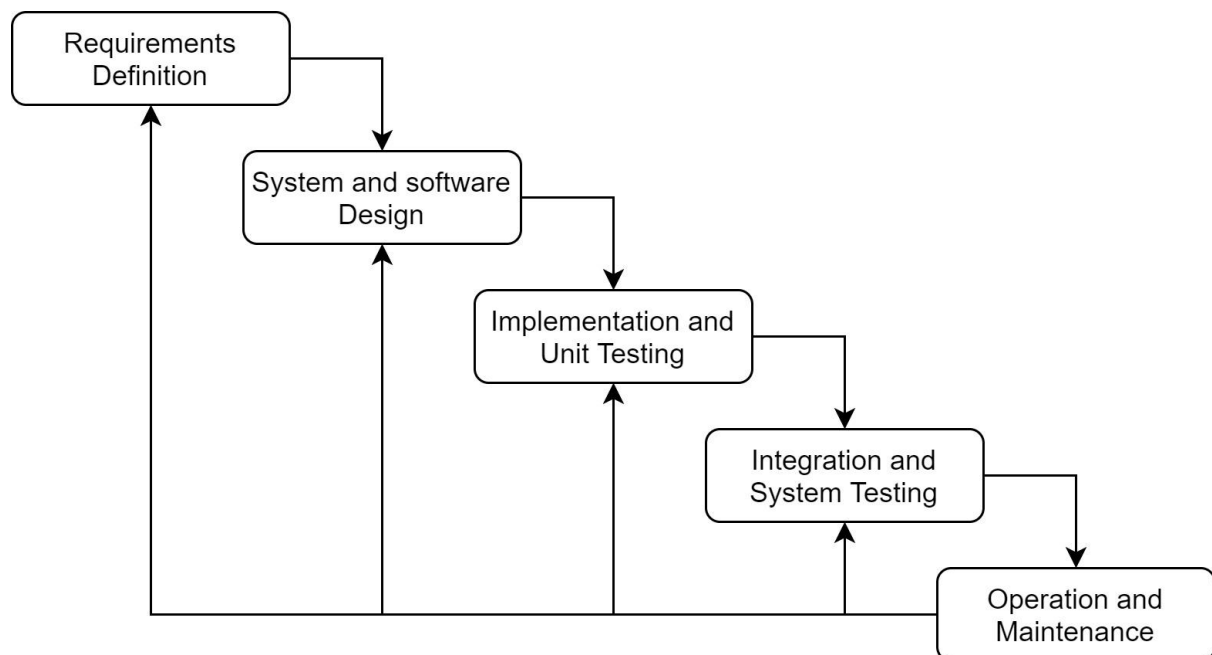 Requirements
Definition
System and software
Design
Implementation and
Unit Testing
Integration and
System Testing
Operation and
Maintenance